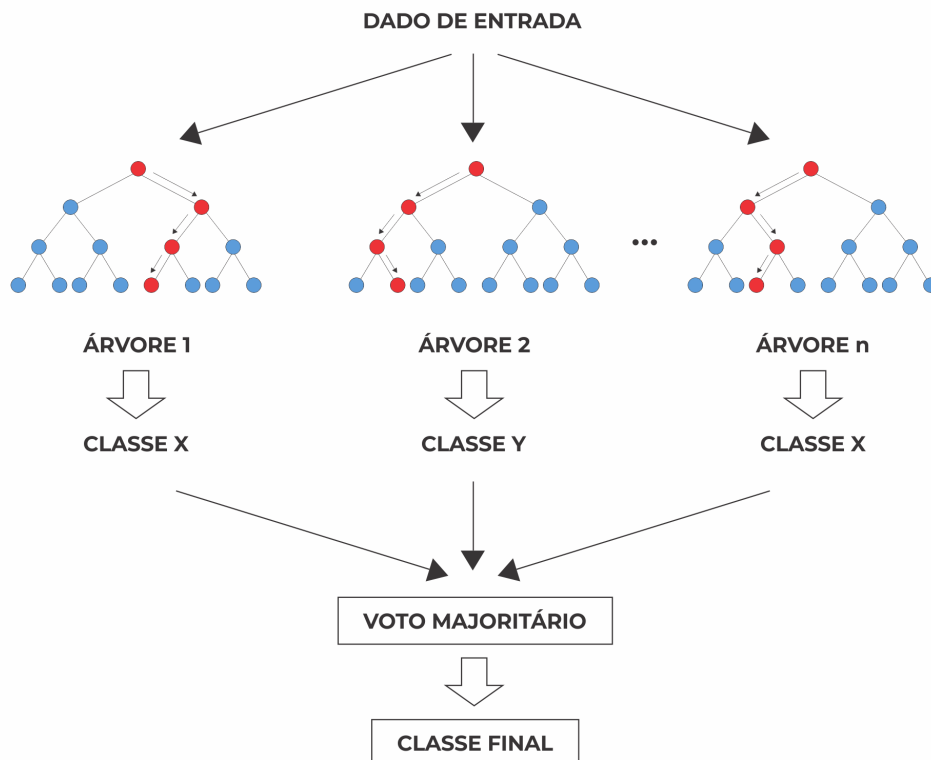 DADO DE ENTRADA
...
ÁRVORE 1
ÁRVORE 2
ÁRVORE n
CLASSE X
CLASSE Y
CLASSE X
VOTO MAJORITÁRIO
CLASSE FINAL